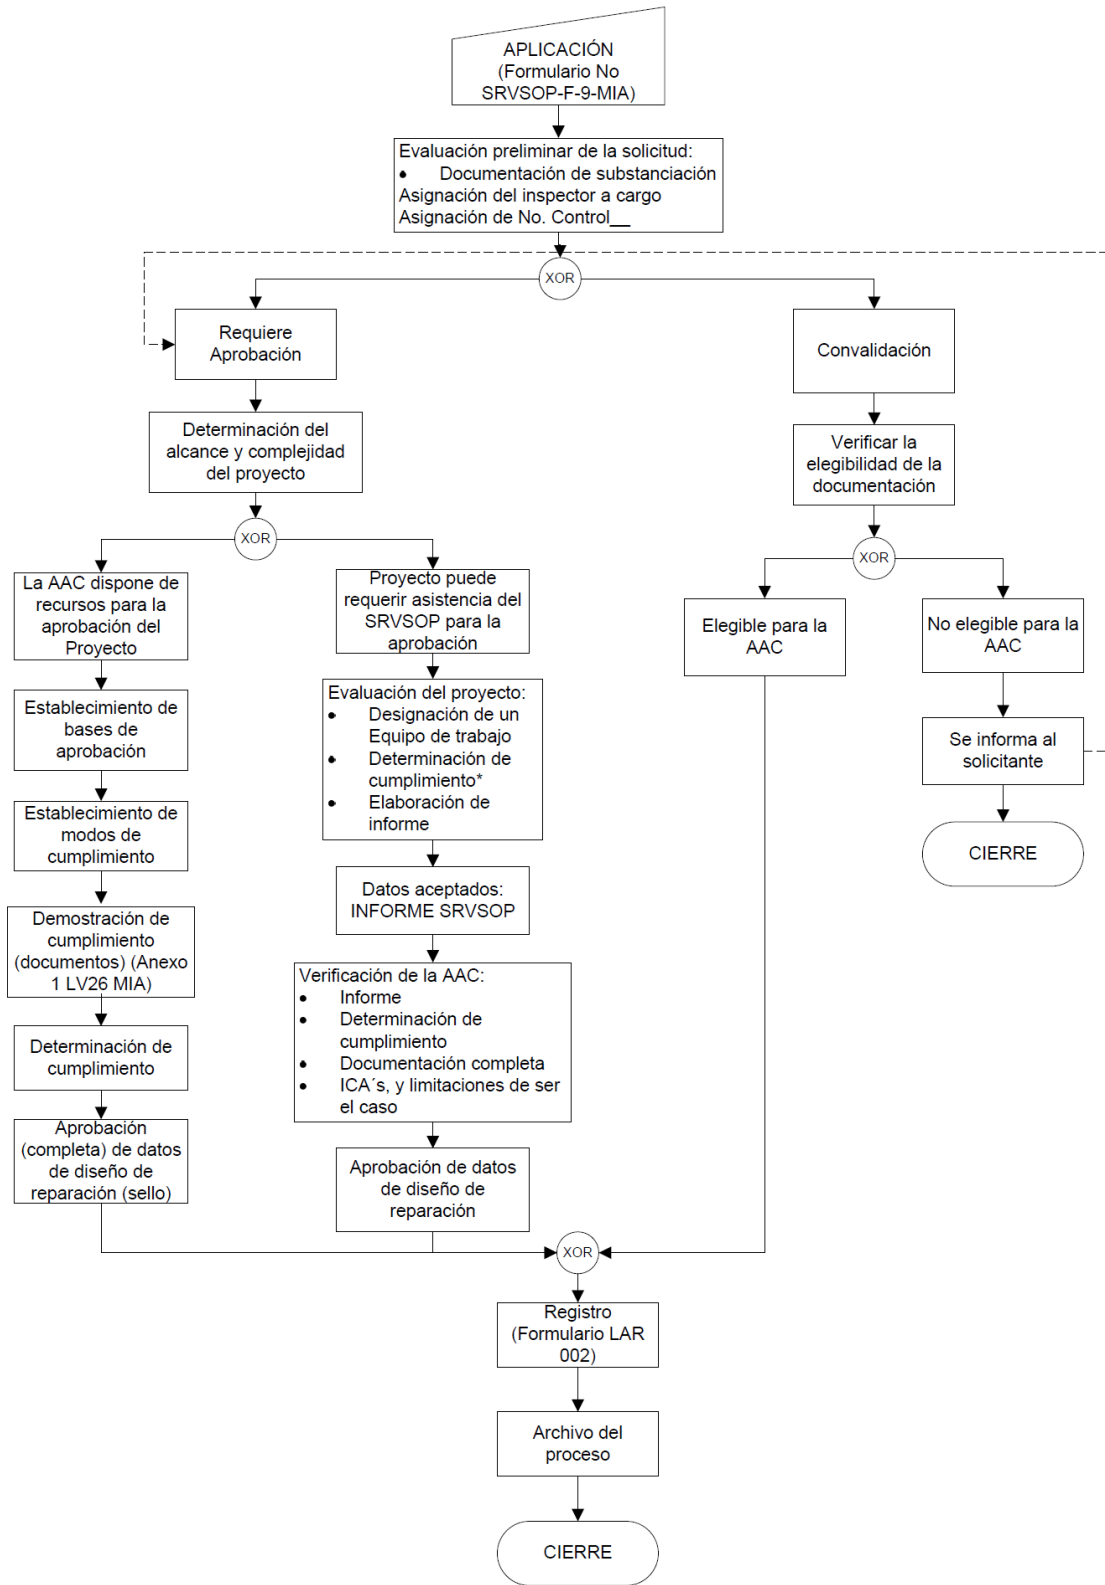 APLICACIÓN
(Formulario No
SRVSOP-F-9-MIA)
Evaluación preliminar de la solicitud:
• Documentación de substanciación
Asignación del inspector a cargo
Asignación de No. Control__
XOR
Requiere
Aprobación
Convalidación
Determinación del
alcance y complejidad
del proyecto
Verificar la
elegibilidad de la
documentación
XOR
XOR
La AAC dispone de
recursos para la
aprobación del
Proyecto
Proyecto puede
requerir asistencia del
SRVSOP para la
aprobación
Elegible para la
AAC
No elegible para la
AAC
Establecimiento de
bases de
aprobación
Evaluación del proyecto:
• Designación de un
Equipo de trabajo
• Determinación de
cumplimiento*
• Elaboración de
informe
Se informa al
solicitante
Establecimiento de
modos de
cumplimiento
CIERRE
Datos aceptados:
INFORME SRVSOP
Demostración de
cumplimiento
(documentos) (Anexo
1 LV26 MIA)
Verificación de la AAC:
• Informe
• Determinación de
cumplimiento
• Documentación completa
• ICA´s, y limitaciones de ser
el caso
Determinación de
cumplimiento
Aprobación
(completa) de datos
de diseño de
reparación (sello)
Aprobación de datos
de diseño de
reparación
XOR
Registro
(Formulario LAR
002)
Archivo del
proceso
CIERRE